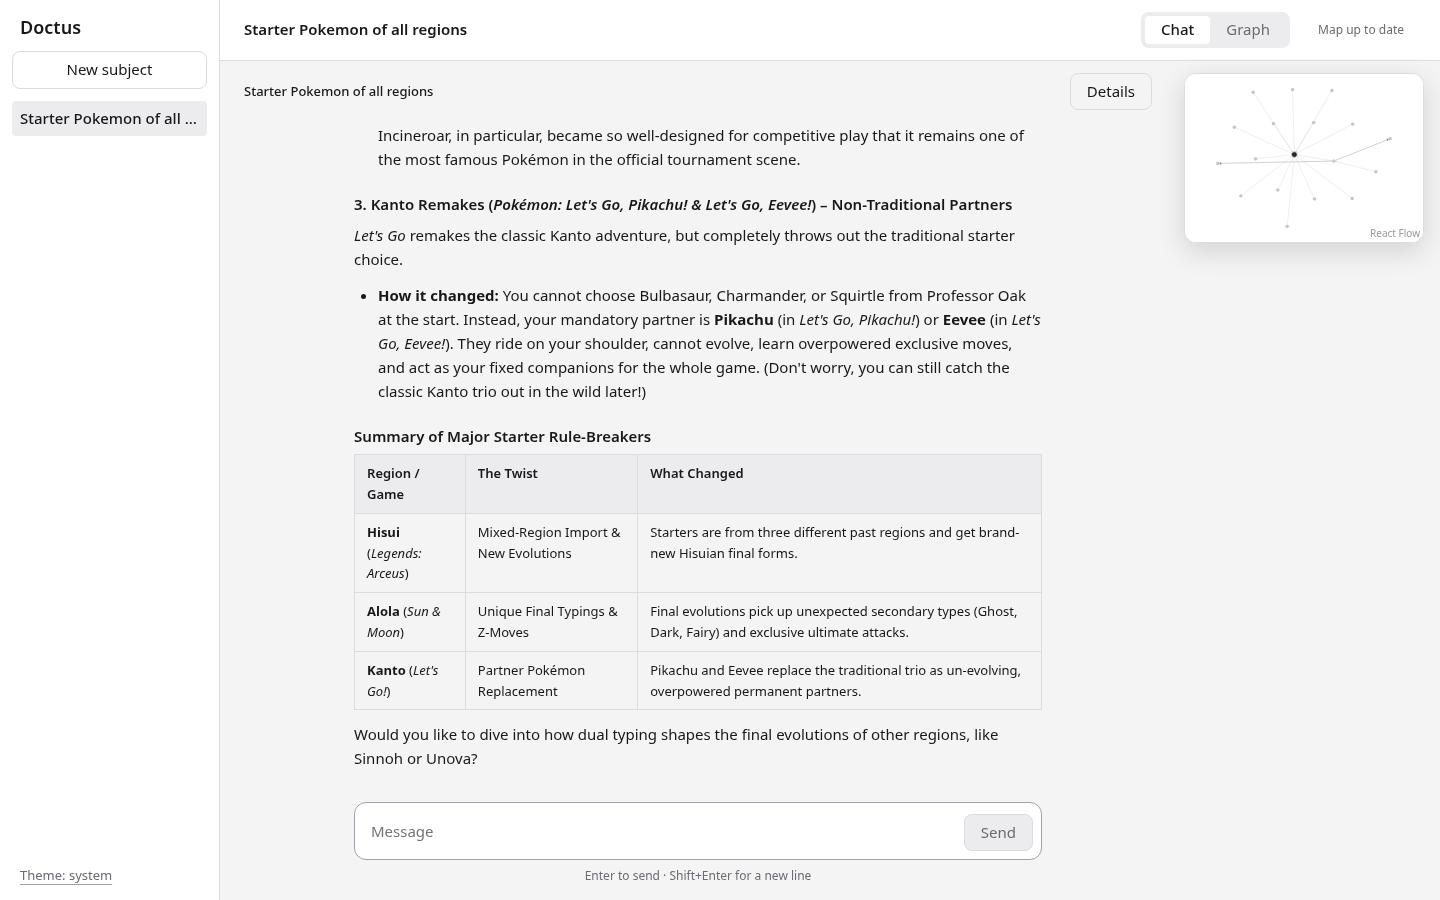 Doctus
New subject
Starter Pokemon of all ...
Theme: system
Starter Pokemon of all regions
Chat
Graph
Map up to date
Starter Pokemon of all regions
Details
Incineroar, in particular, became so well-designed for competitive play that it remains one of
the most famous Pokémon in the official tournament scene.
3. Kanto Remakes (Pokémon: Let's Go, Pikachu! & Let's Go, Eevee!) – Non-Traditional Partners
Let's Go remakes the classic Kanto adventure, but completely throws out the traditional starter
choice.
• How it changed: You cannot choose Bulbasaur, Charmander, or Squirtle from Professor Oak
at the start. Instead, your mandatory partner is Pikachu (in Let's Go, Pikachu!) or Eevee (in Let's
Go, Eevee!). They ride on your shoulder, cannot evolve, learn overpowered exclusive moves,
and act as your fixed companions for the whole game. (Don't worry, you can still catch the
classic Kanto trio out in the wild later!)
Summary of Major Starter Rule-Breakers
Region /
Game
The Twist
What Changed
Hisui
(Legends:
Arceus)
Mixed-Region Import &
New Evolutions
Starters are from three different past regions and get brand-
new Hisuian final forms.
Alola (Sun &
Moon)
Unique Final Typings &
Z-Moves
Final evolutions pick up unexpected secondary types (Ghost,
Dark, Fairy) and exclusive ultimate attacks.
Kanto (Let's
Go!)
Partner Pokémon
Replacement
Pikachu and Eevee replace the traditional trio as un-evolving,
overpowered permanent partners.
Would you like to dive into how dual typing shapes the final evolutions of other regions, like
Sinnoh or Unova?
Message
Send
Enter to send · Shift+Enter for a new line
React Flow